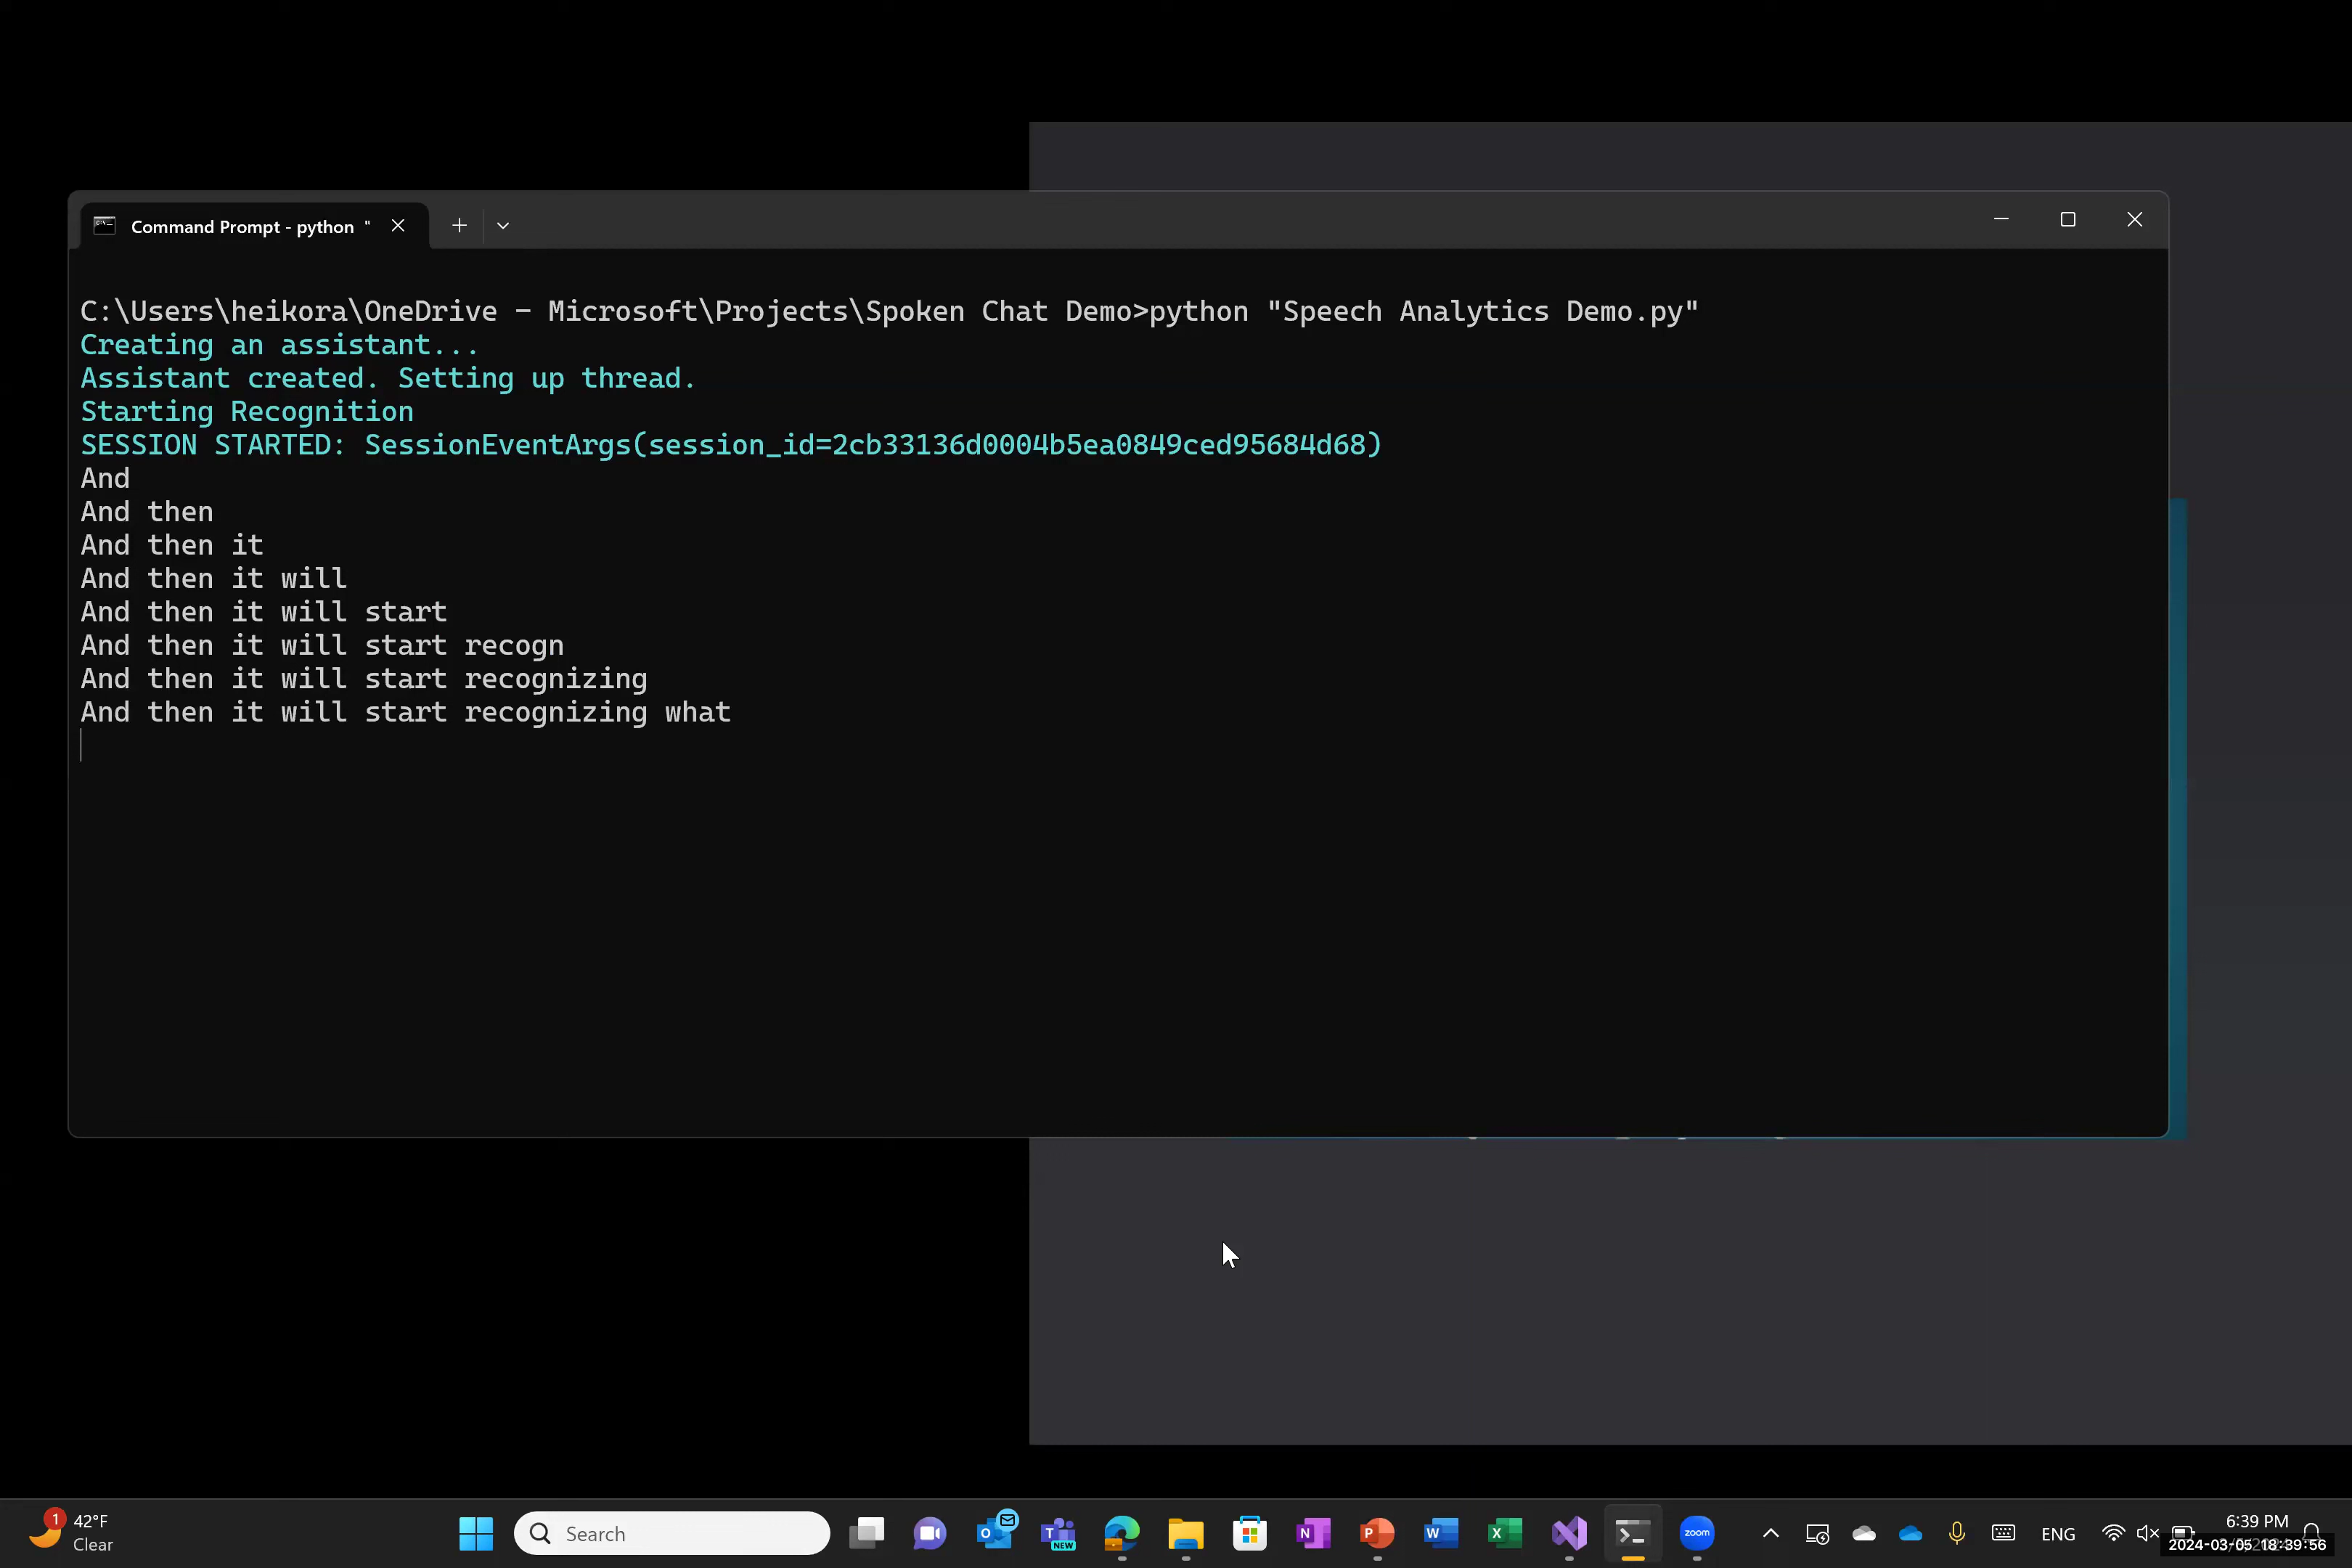 Command Prompt - python "
C:\Users\heikora\OneDrive - Microsoft\Projects\Spoken Chat Demo>python "Speech Analytics Demo.py"
Creating an assistant...
Assistant created. Setting up thread.
Starting Recognition
SESSION STARTED: SessionEventArgs(session_id=2cb33136d0004b5ea0849ced95684d68)
And
And then
And then it
And then it will
And then it will start
And then it will start recogn
And then it will start recognizing
And then it will start recognizing what
1
42°F
Clear
Search
NEW
zoom
ENG
6:39 PM
2024-03-05 18:39:56